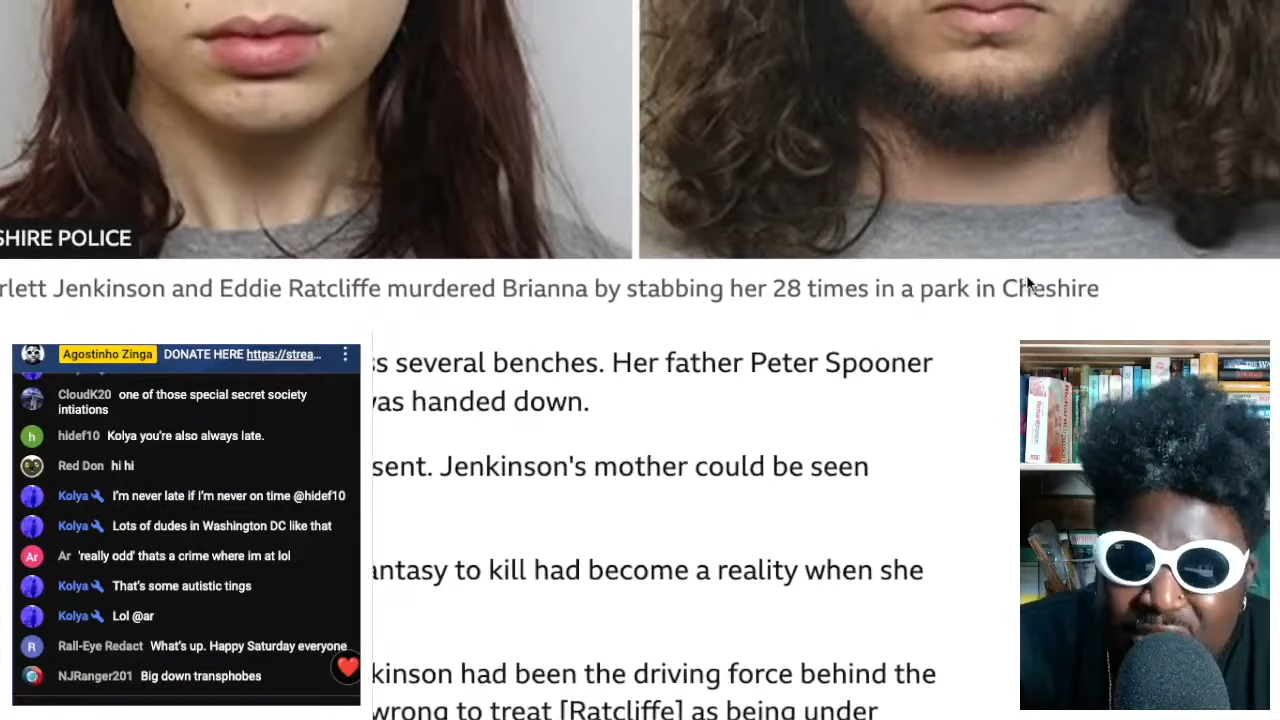 SHIRE POLICE
rlett Jenkinson and Eddie Ratcliffe murdered Brianna by stabbing her 28 times in a park in Cheshire
ss several benches. Her father Peter Spooner
was handed down.
sent. Jenkinson's mother could be seen
antasy to kill had become a reality when she
kinson had been the driving force behind the
wrong to treat [Ratcliffe] as being under
Agostinho Zinga DONATE HERE https://strea...
CloudK20 one of those special secret society
intiations
h
hidef10 Kolya you're also always late.
Red Don hi hi
Kolya I'm never late if I'm never on time @hidef10
Kolya Lots of dudes in Washington DC like that
Ar
Ar 'really odd' thats a crime where im at lol
Kolya That's some autistic tings
Kolya Lol @ar
R
Rall-Eye Redact What's up. Happy Saturday everyone
NJRanger201 Big down transphobes